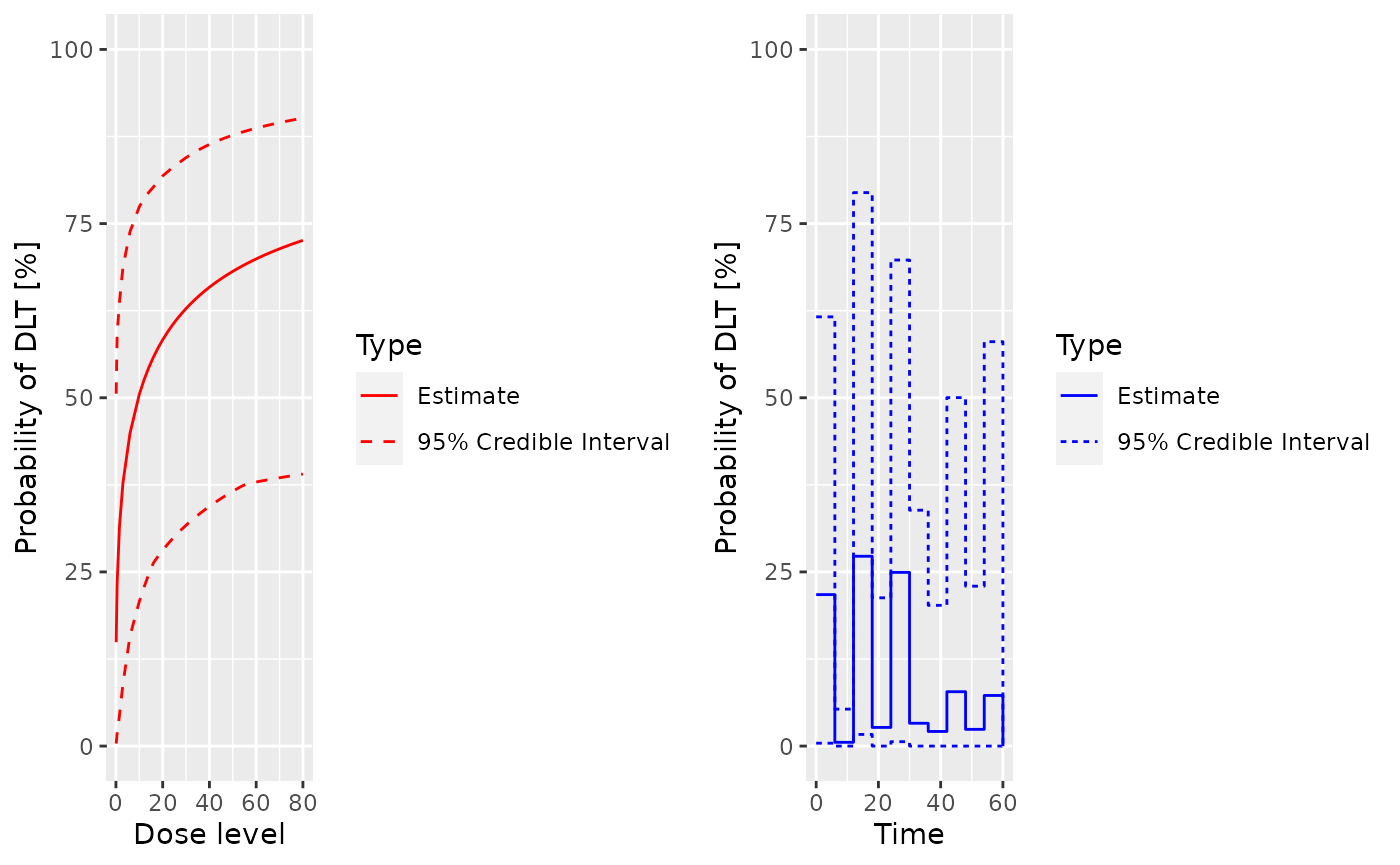 100
75
50
25
0
Probability of DLT [%]
0 20 40 60 80
Dose level
Type
Estimate
95% Credible Interval
100
75
50
25
0
Probability of DLT [%]
0 20 40 60
Time
Type
Estimate
95% Credible Interval